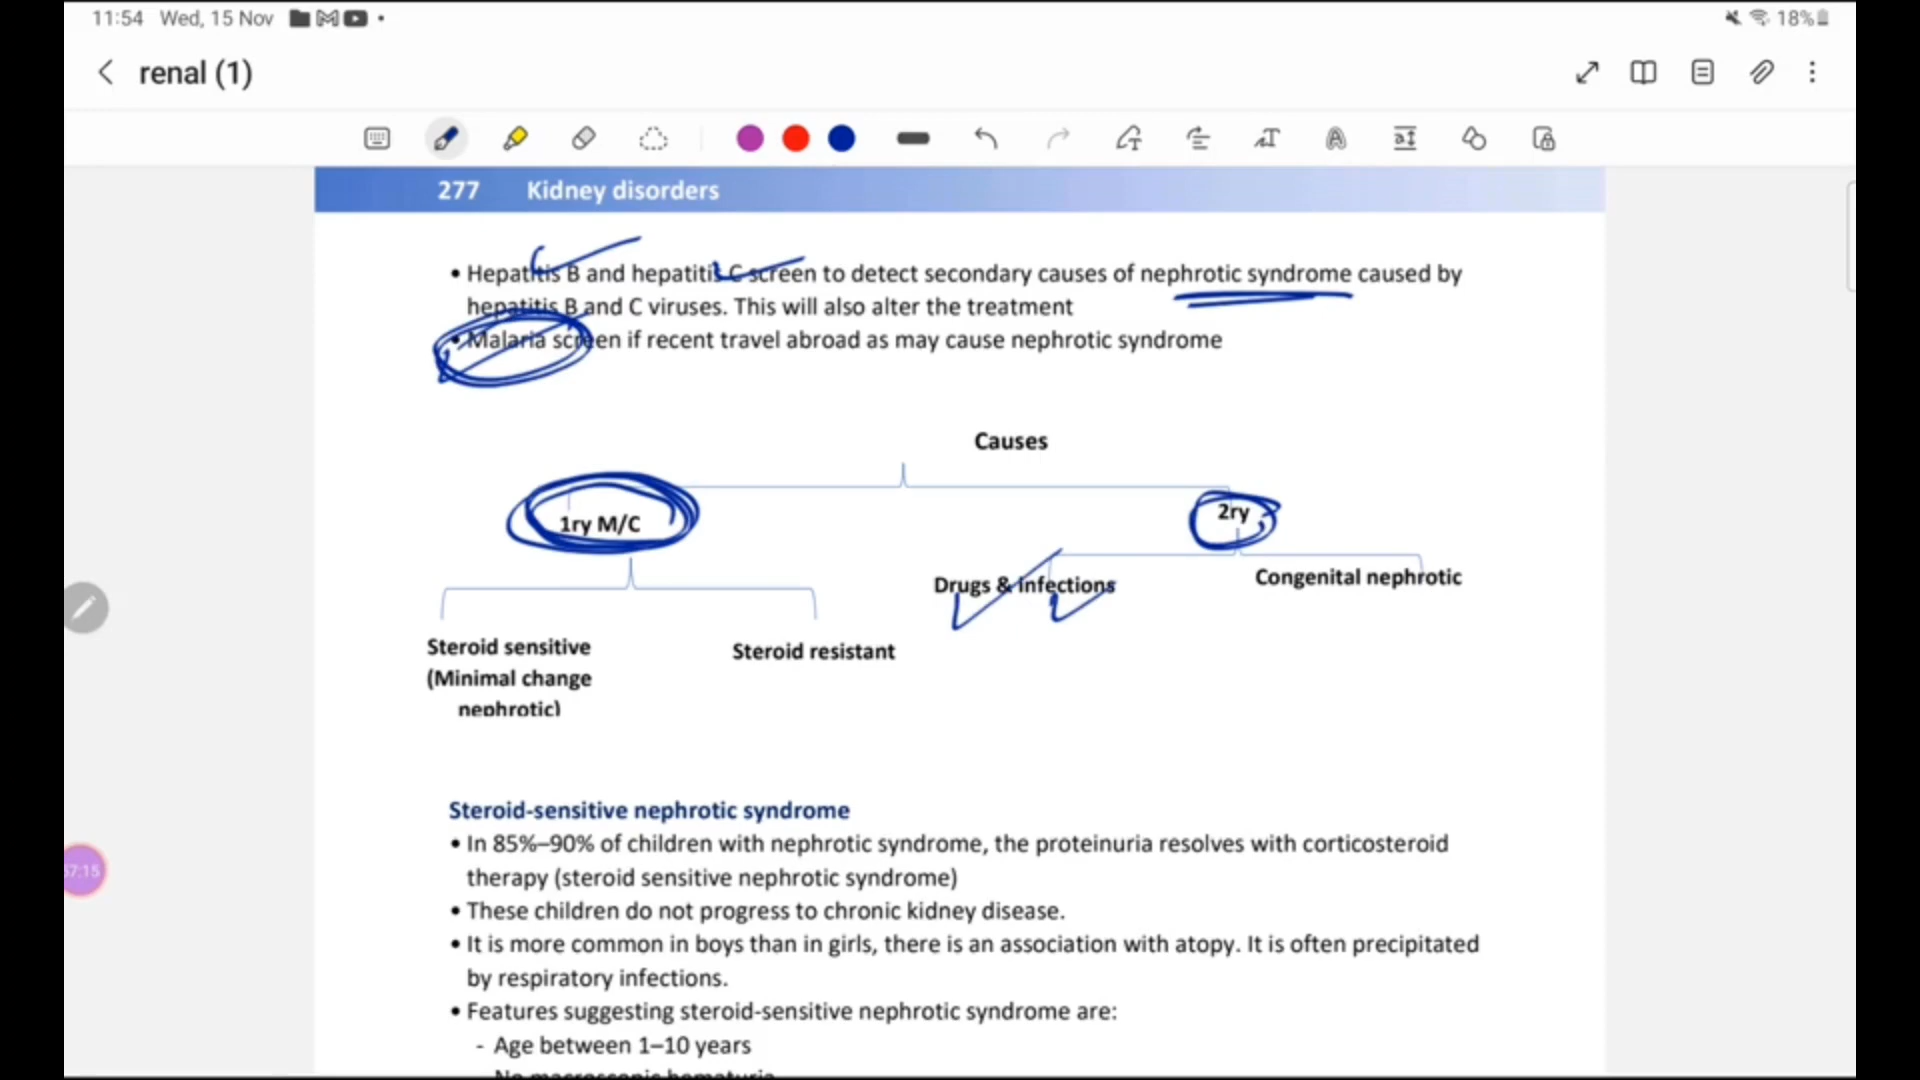 11:54 Wed, 15 Nov 18%
renal (1)
277 Kidney disorders
• Hepatitis B and hepatitis C screen to detect secondary causes of nephrotic syndrome caused by
hepatitis B and C viruses. This will also alter the treatment
• Malaria screen if recent travel abroad as may cause nephrotic syndrome
Causes
1ry M/C 2ry
Drugs & infections Congenital nephrotic
Steroid sensitive Steroid resistant
(Minimal change
nephrotic)
Steroid-sensitive nephrotic syndrome
• In 85%–90% of children with nephrotic syndrome, the proteinuria resolves with corticosteroid
therapy (steroid sensitive nephrotic syndrome)
• These children do not progress to chronic kidney disease.
• It is more common in boys than in girls, there is an association with atopy. It is often precipitated
by respiratory infections.
• Features suggesting steroid-sensitive nephrotic syndrome are:
- Age between 1–10 years
No macroscopic hematuria